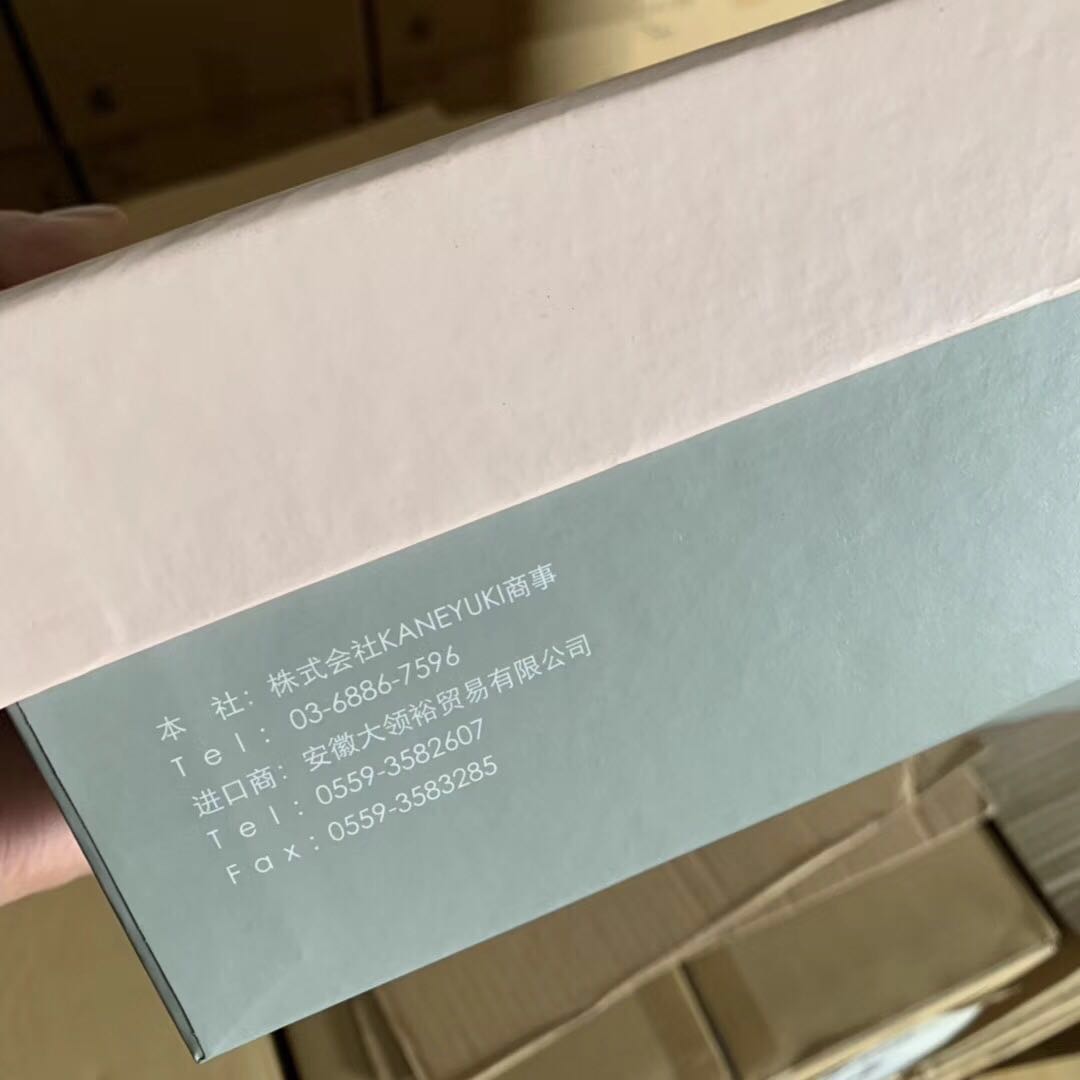 本　社：株式会社KANEYUKI商事
Tel：03-6886-7596
进口商：安徽大领裕贸易有限公司
Tel：0559-3582607
Fax：0559-3583285